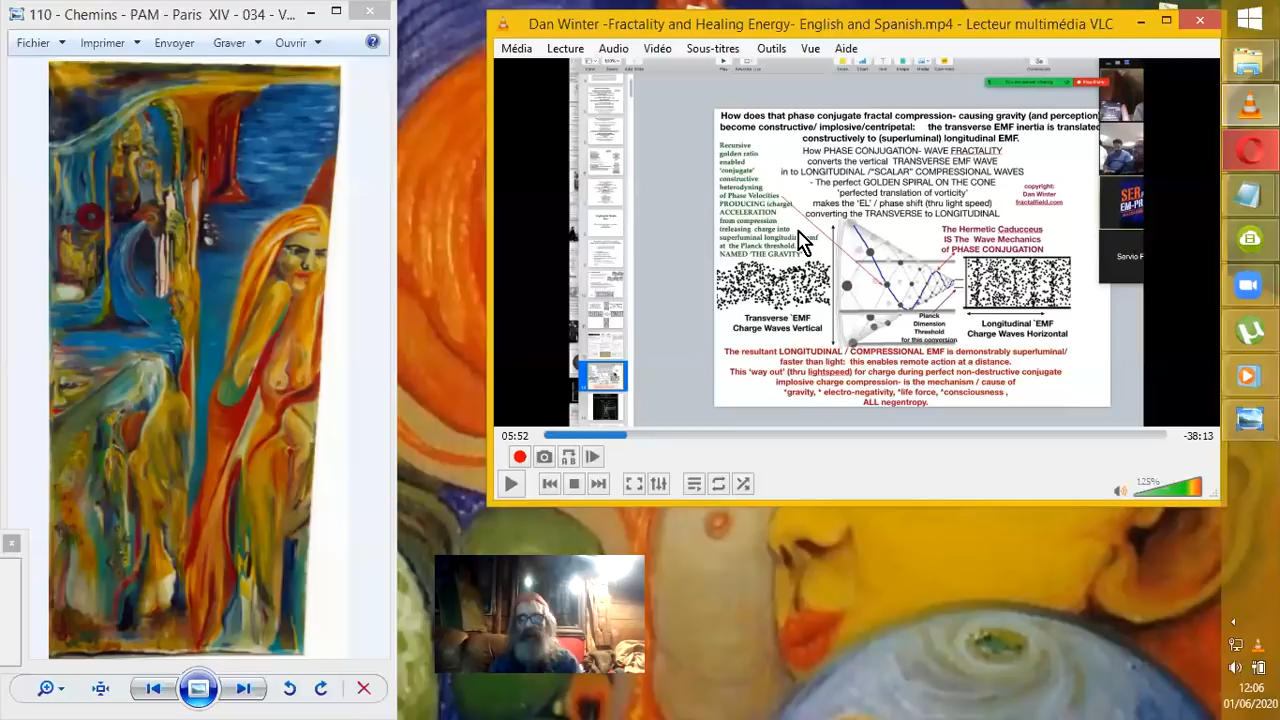 110 - Chemins de l'AM-Paris XIV - 034 - V...
Fichier
Imprimer
Envoyer
Graver
Ouvrir
Dan Winter -Fractality and Healing Energy- English and Spanish.mp4 - Lecteur multimédia VLC
Média Lecture Audio Vidéo Sous-titres Outils Vue Aide
How does that phase conjugate fractal compression- causing gravity (and perception)
become constructive/ implosive/centripetal: the transverse EMF inertia is translated
constructively to (superluminal) longitudinal EMF.
Recursive
golden ratio
enabled
'conjugate'
constructive
heterodyning
of Phase Velocities
PRODUCING (charge)
ACCELERATION
from compression
(releasing charge into
superluminal longitudinal emf
at the Planck threshold.
NAMED 'THE GRAVITY
How PHASE CONJUGATION- WAVE FRACTALITY
converts the vertical TRANSVERSE EMF WAVE
in to LONGITUDINAL /"SCALAR" COMPRESSIONAL WAVES
- The perfect GOLDEN SPIRAL ON THE CONE
'perfected translation of vorticity'
makes the 'EL' / phase shift (thru light speed)
converting the TRANSVERSE to LONGITUDINAL
copyright:
Dan Winter
fractalfield.com
The Hermetic Caducceus
IS The Wave Mechanics
of PHASE CONJUGATION
Transverse `EMF
Charge Waves Vertical
Planck
Dimension
Threshold
for this conversion
Longitudinal `EMF
Charge Waves Horizontal
The resultant LONGITUDINAL / COMPRESSIONAL EMF is demonstrably superluminal/
faster than light: this enables remote action at a distance.
This 'way out' (thru lightspeed) for charge during perfect non-destructive conjugate
implosive charge compression- is the mechanism / cause of
*gravity, * electro-negativity, *life force, *consciousness ,
ALL negentropy.
05:52
-38:13
125%
12:06
01/06/2020